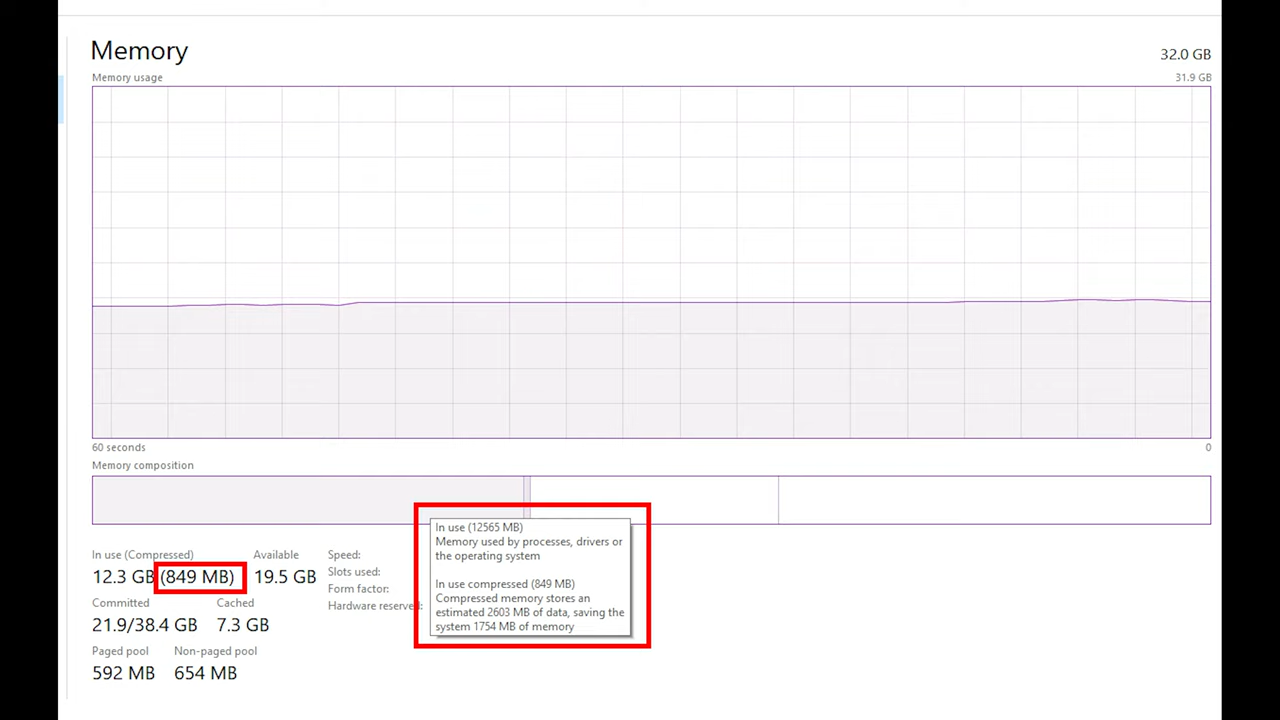 Memory
32.0 GB
Memory usage
31.9 GB
60 seconds
0
Memory composition
In use (12565 MB)
Memory used by processes, drivers or
the operating system
In use compressed (849 MB)
Compressed memory stores an
estimated 2603 MB of data, saving the
system 1754 MB of memory
In use (Compressed)
Available
12.3 GB (849 MB)
19.5 GB
Committed
Cached
21.9/38.4 GB
7.3 GB
Paged pool
Non-paged pool
592 MB
654 MB
Speed:
Slots used:
Form factor:
Hardware reserved: